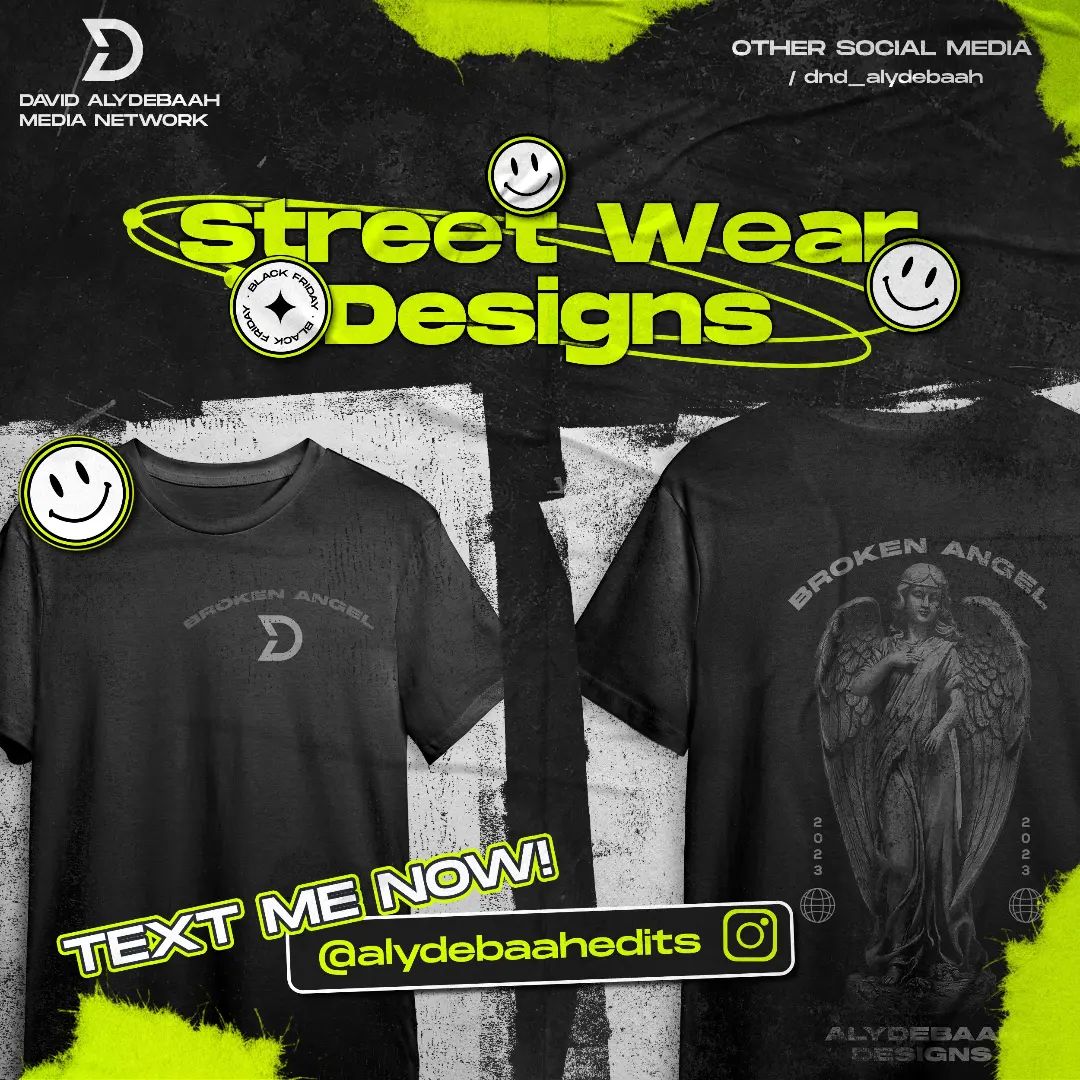 DAVID ALYDEBAAH
MEDIA NETWORK
OTHER SOCIAL MEDIA
/ dnd_alydebaah
Street Wear
Designs
BLACK FRIDAY · BLACK FRIDAY ·
BROKEN ANGEL
D
BROKEN ANGEL
2023
2023
TEXT ME NOW!
@alydebaahedits
ALYDEBAA
DESIGNS